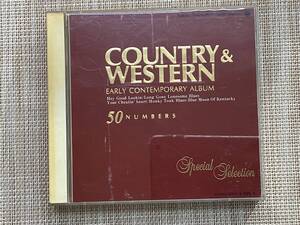 COUNTRY &
WESTERN
EARLY CONTEMPORARY ALBUM
Hey Good Lookin/Long Gone Lonesome Blues
Your Cheatin' heart/Honky Tonk Blues/Blue Moon Of Kentucky
50 NUMBERS
Special Selection